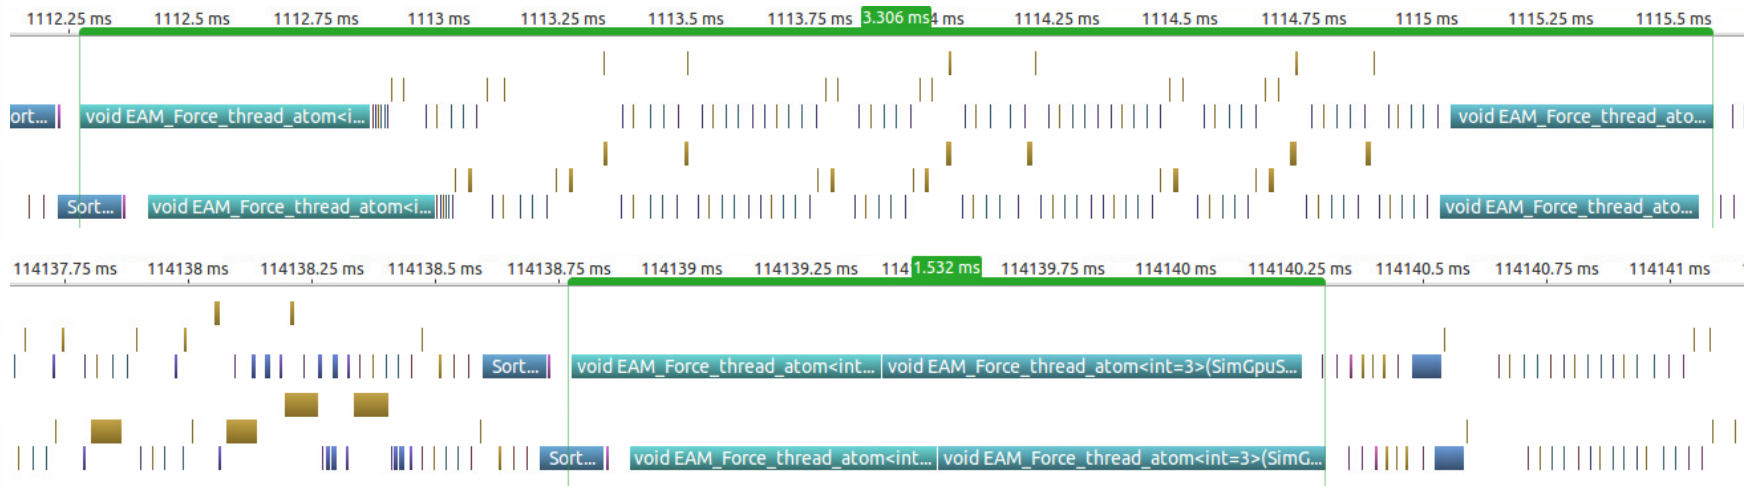 1112.25 ms 1112.5 ms 1112.75 ms 1113 ms 1113.25 ms 1113.5 ms 1113.75 ms 3.306 ms 4 ms 1114.25 ms 1114.5 ms 1114.75 ms 1115 ms 1115.25 ms 1115.5 ms
ort... void EAM_Force_thread_atom<i... void EAM_Force_thread_ato...
Sort... void EAM_Force_thread_atom<i... void EAM_Force_thread_ato...
114137.75 ms 114138 ms 114138.25 ms 114138.5 ms 114138.75 ms 114139 ms 114139.25 ms 114 1.532 ms 114139.75 ms 114140 ms 114140.25 ms 114140.5 ms 114140.75 ms 114141 ms
Sort... void EAM_Force_thread_atom<int... void EAM_Force_thread_atom<int=3>(SimGpuS...
Sort... void EAM_Force_thread_atom<int... void EAM_Force_thread_atom<int=3>(SimG...